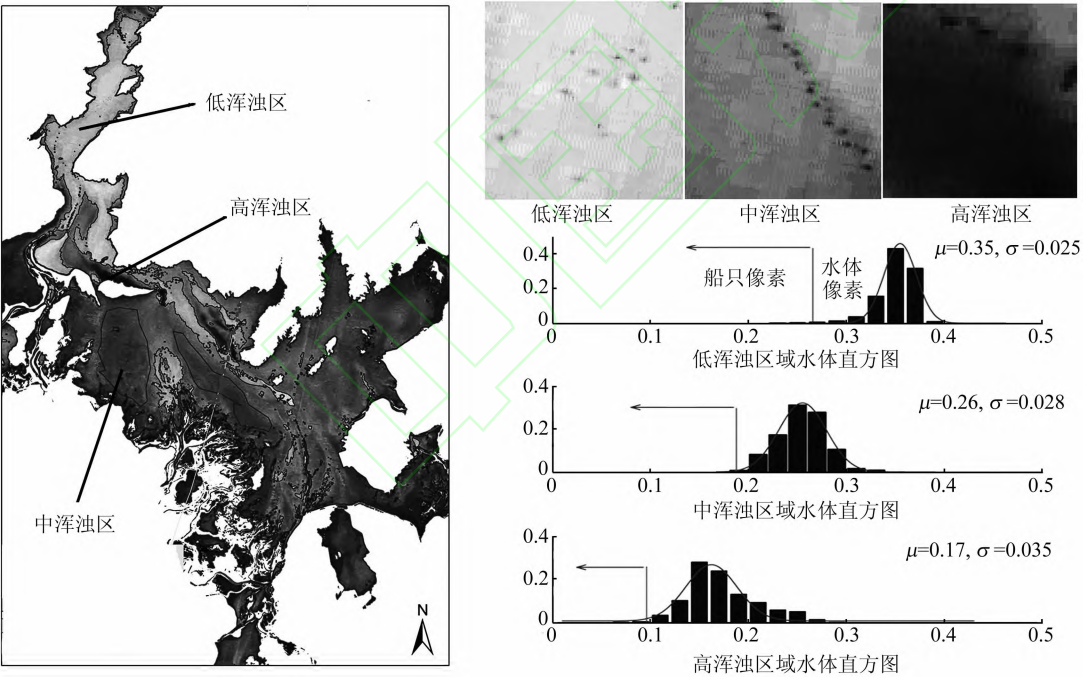 低浑浊区
高浑浊区
中浑浊区
N
低浑浊区
中浑浊区
高浑浊区
0.4
0.2
0
μ=0.35, σ=0.025
船只像素
水体
像素
0 0.1 0.2 0.3 0.4 0.5
低浑浊区域水体直方图
0.4
0.2
0
μ=0.26, σ=0.028
0 0.1 0.2 0.3 0.4 0.5
中浑浊区域水体直方图
0.4
0.2
0
μ=0.17, σ=0.035
0 0.1 0.2 0.3 0.4 0.5
高浑浊区域水体直方图